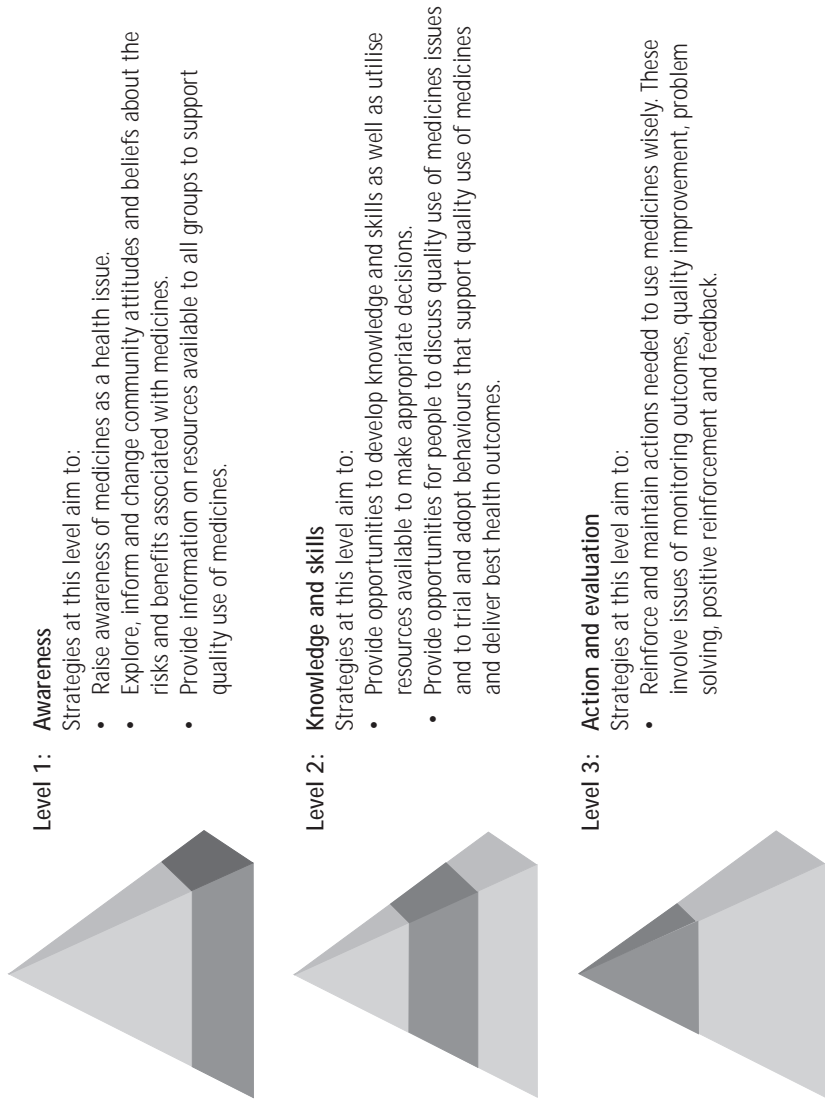 Level 1: Awareness
Strategies at this level aim to:
• Raise awareness of medicines as a health issue.
• Explore, inform and change community attitudes and beliefs about the
risks and benefits associated with medicines.
• Provide information on resources available to all groups to support
quality use of medicines.
Level 2: Knowledge and skills
Strategies at this level aim to:
• Provide opportunities to develop knowledge and skills as well as utilise
resources available to make appropriate decisions.
• Provide opportunities for people to discuss quality use of medicines issues
and to trial and adopt behaviours that support quality use of medicines
and deliver best health outcomes.
Level 3: Action and evaluation
Strategies at this level aim to:
• Reinforce and maintain actions needed to use medicines wisely. These
involve issues of monitoring outcomes, quality improvement, problem
solving, positive reinforcement and feedback.